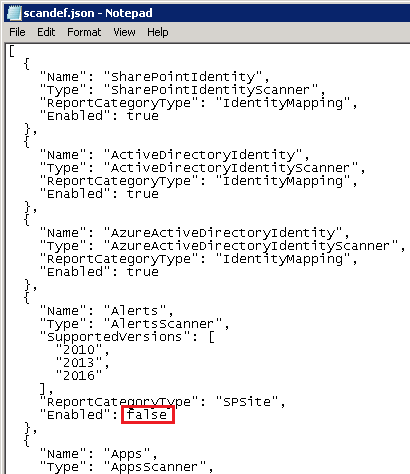 scandef.json - Notepad
File Edit Format View Help
[
  {
    "Name": "SharePointIdentity",
    "Type": "SharePointIdentityScanner",
    "ReportCategoryType": "IdentityMapping",
    "Enabled": true
  },
  {
    "Name": "ActiveDirectoryIdentity",
    "Type": "ActiveDirectoryIdentityScanner",
    "ReportCategoryType": "IdentityMapping",
    "Enabled": true
  },
  {
    "Name": "AzureActiveDirectoryIdentity",
    "Type": "AzureActiveDirectoryIdentityScanner",
    "ReportCategoryType": "IdentityMapping",
    "Enabled": true
  },
  {
    "Name": "Alerts",
    "Type": "AlertsScanner",
    "SupportedVersions": [
      "2010",
      "2013",
      "2016"
    ],
    "ReportCategoryType": "SPSite",
    "Enabled": false
  },
  {
    "Name": "Apps",
    "Type": "AppsScanner",